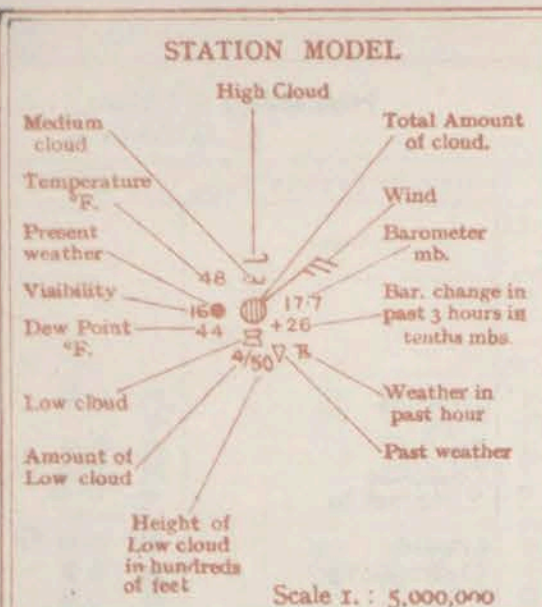 STATION MODEL
High Cloud
Medium
cloud
Total Amount
of cloud.
Temperature
°F.
Wind
Present
weather
Barometer
mb.
48
Visibility
16
17·7
Bar. change in
past 3 hours in
tenths mbs.
Dew Point
°F.
44
+26
4/50
Low cloud
Weather in
past hour
Amount of
Low cloud
Past weather
Height of
Low cloud
in hundreds
of feet
Scale 1. : 5,000,000